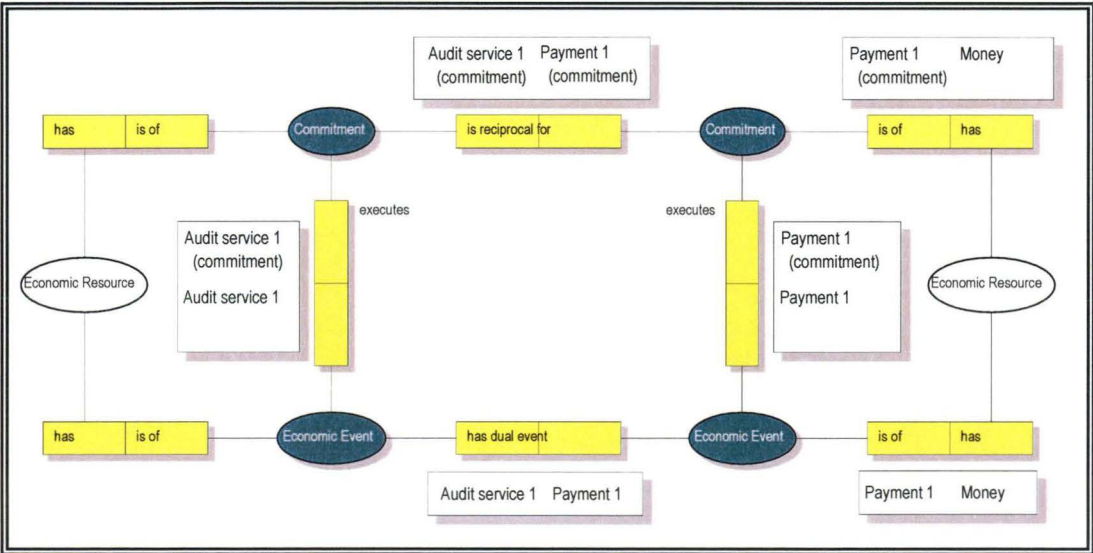 Audit service 1 Payment 1
(commitment) (commitment)
Payment 1 Money
(commitment)
has is of Commitment is reciprocal for Commitment is of has
executes executes
Audit service 1
(commitment)
Audit service 1
Payment 1
(commitment)
Payment 1
Economic Resource Economic Resource
has is of Economic Event has dual event Economic Event is of has
Audit service 1 Payment 1
Payment 1 Money